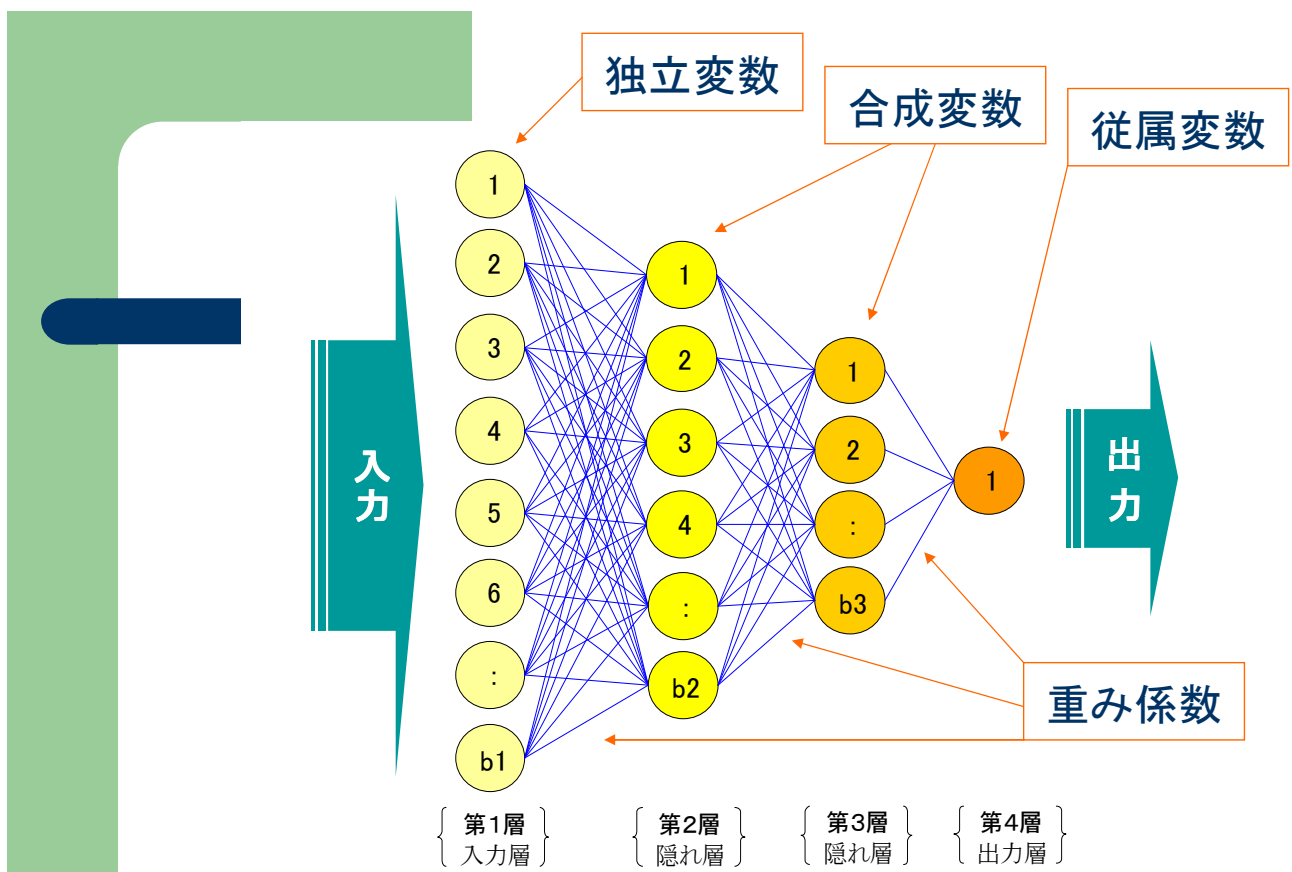 独立変数
合成変数
従属変数
入力
1
2
3
4
5
6
:
b1
1
2
3
4
:
b2
1
2
:
b3
1
出力
重み係数
第1層
入力層
第2層
隠れ層
第3層
隠れ層
第4層
出力層